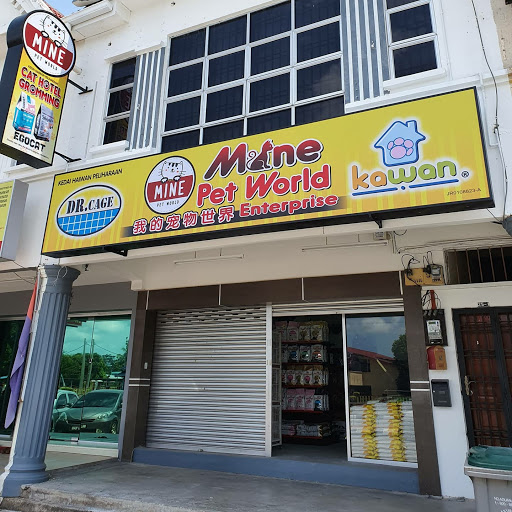 MINE
PET WORLD
CAT HOTEL
GROMMING
EGOCAT
KEDAI HAIWAN PELIHARAAN
DR. CAGE
MINE
PET WORLD
Mine
Pet World
我的宠物世界 Enterprise
kawan ®